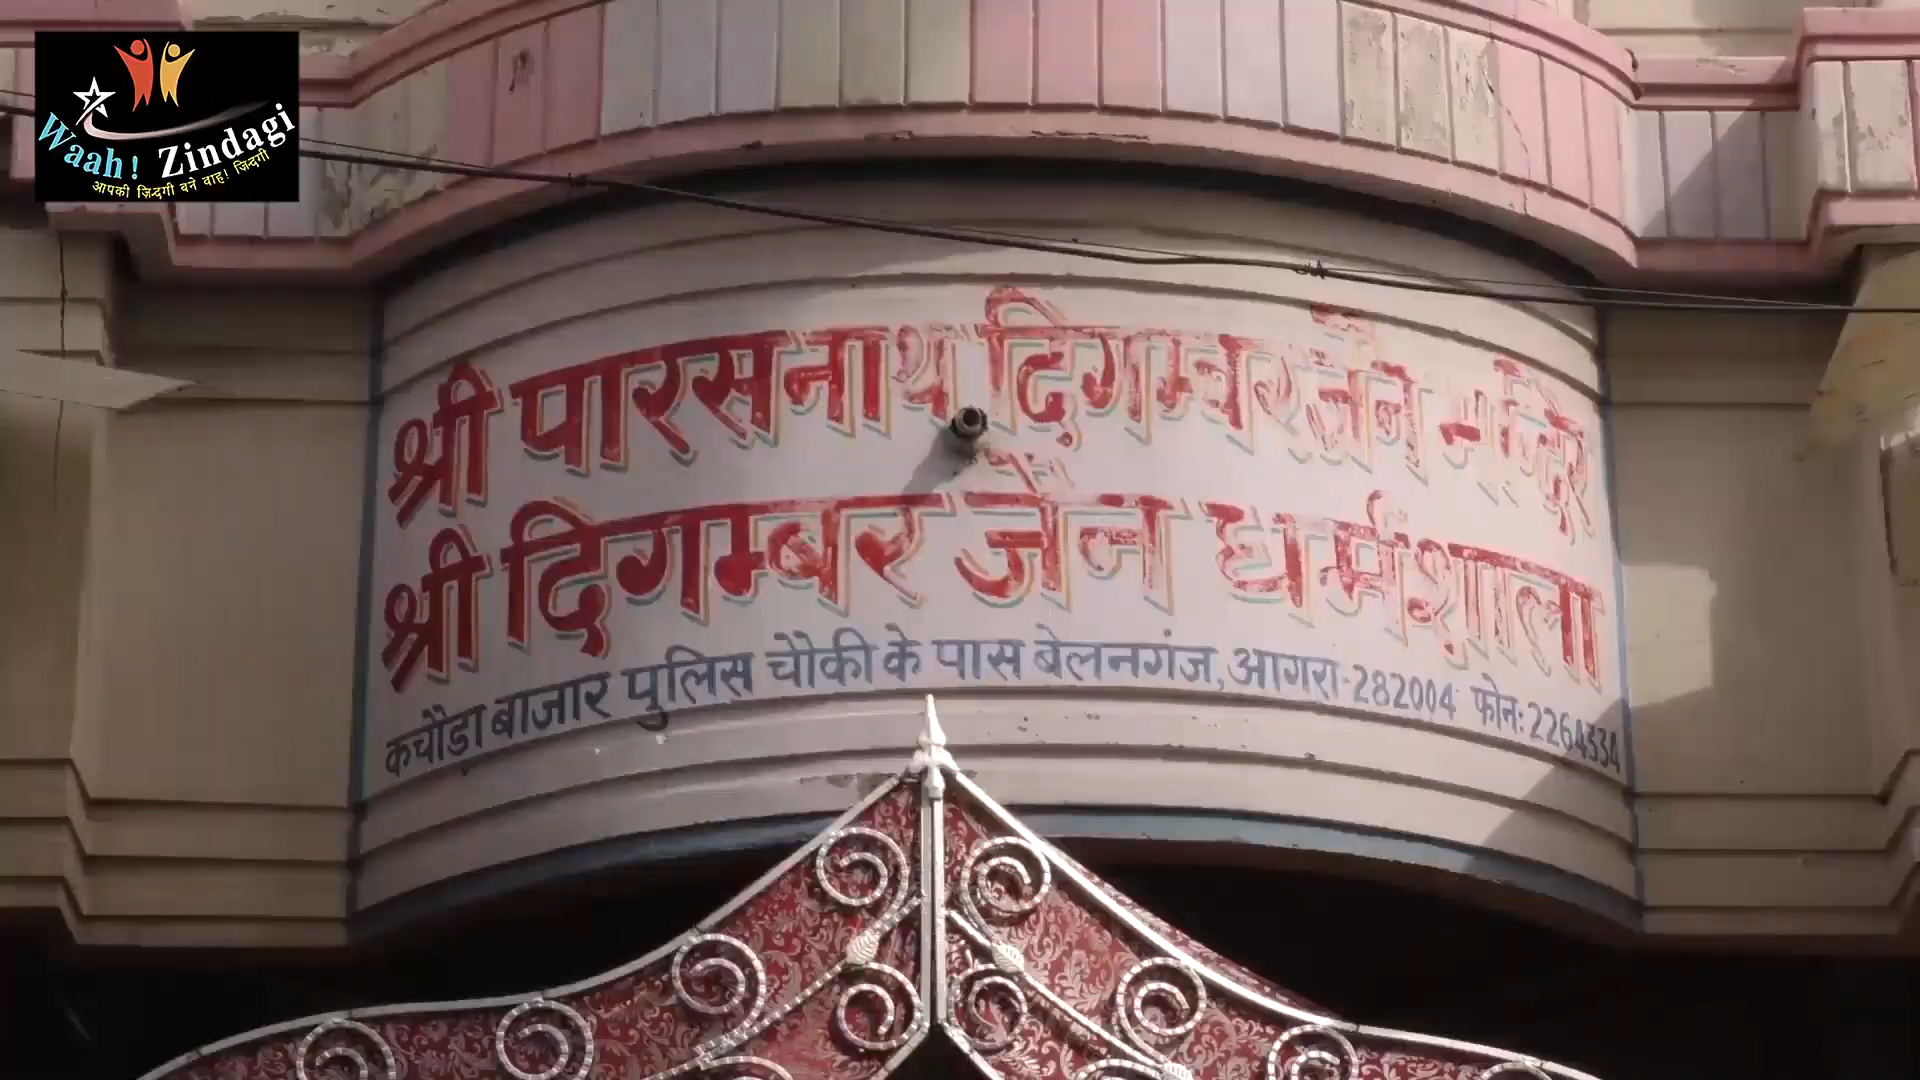 Waah! Zindagi
आपकी ज़िन्दगी बने वाह! ज़िन्दगी
श्री पारसनाथ दिगम्बर जैन मन्दिर
श्री दिगम्बर जैन धर्मशाला
कचौड़ा बाजार पुलिस चौकी के पास बेलनगंज, आगरा-282004 फोन: 2264334